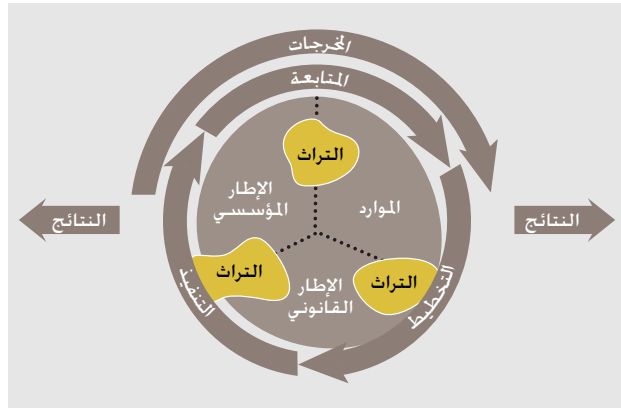 المخرجات
المتابعة
التراث
الإطار
المؤسسي
الموارد
النتائج
النتائج
التراث
التراث
الإطار
القانوني
التخطيط
التنفيذ